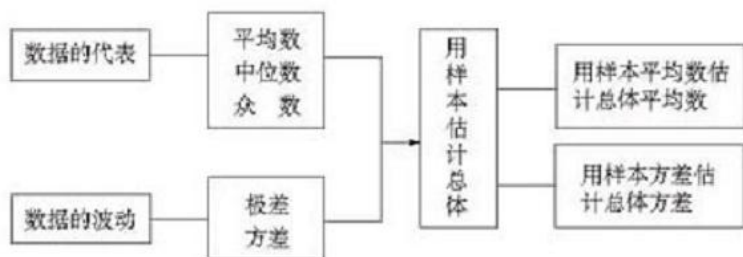 数据的代表
平均数
中位数
众 数
数据的波动
极差
方差
用样本估计总体
用样本平均数估
计总体平均数
用样本方差估
计总体方差